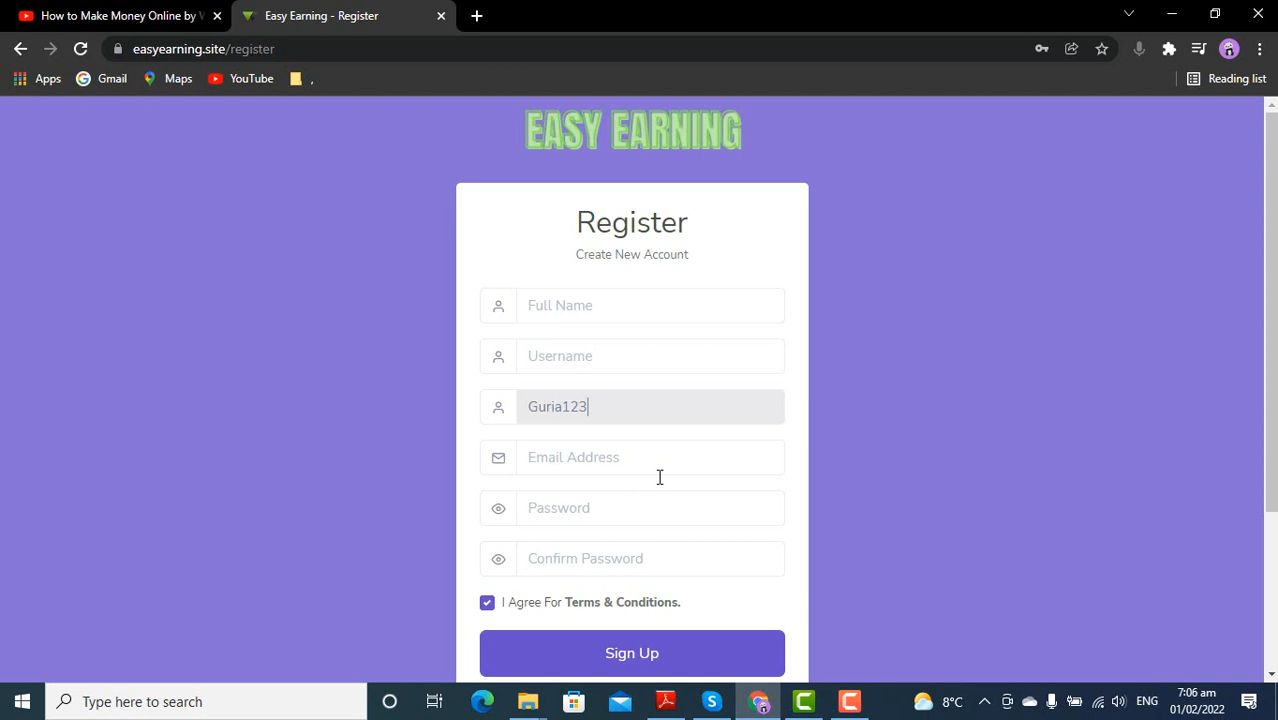 How to Make Money Online by W
Easy Earning - Register
easyearning.site/register
Apps
Gmail
Maps
YouTube
,
Reading list
EASY EARNING
Register
Create New Account
Full Name
Username
Guria123
Email Address
Password
Confirm Password
I Agree For Terms & Conditions.
Sign Up
Type here to search
8°C
ENG
7:06 am
01/02/2022